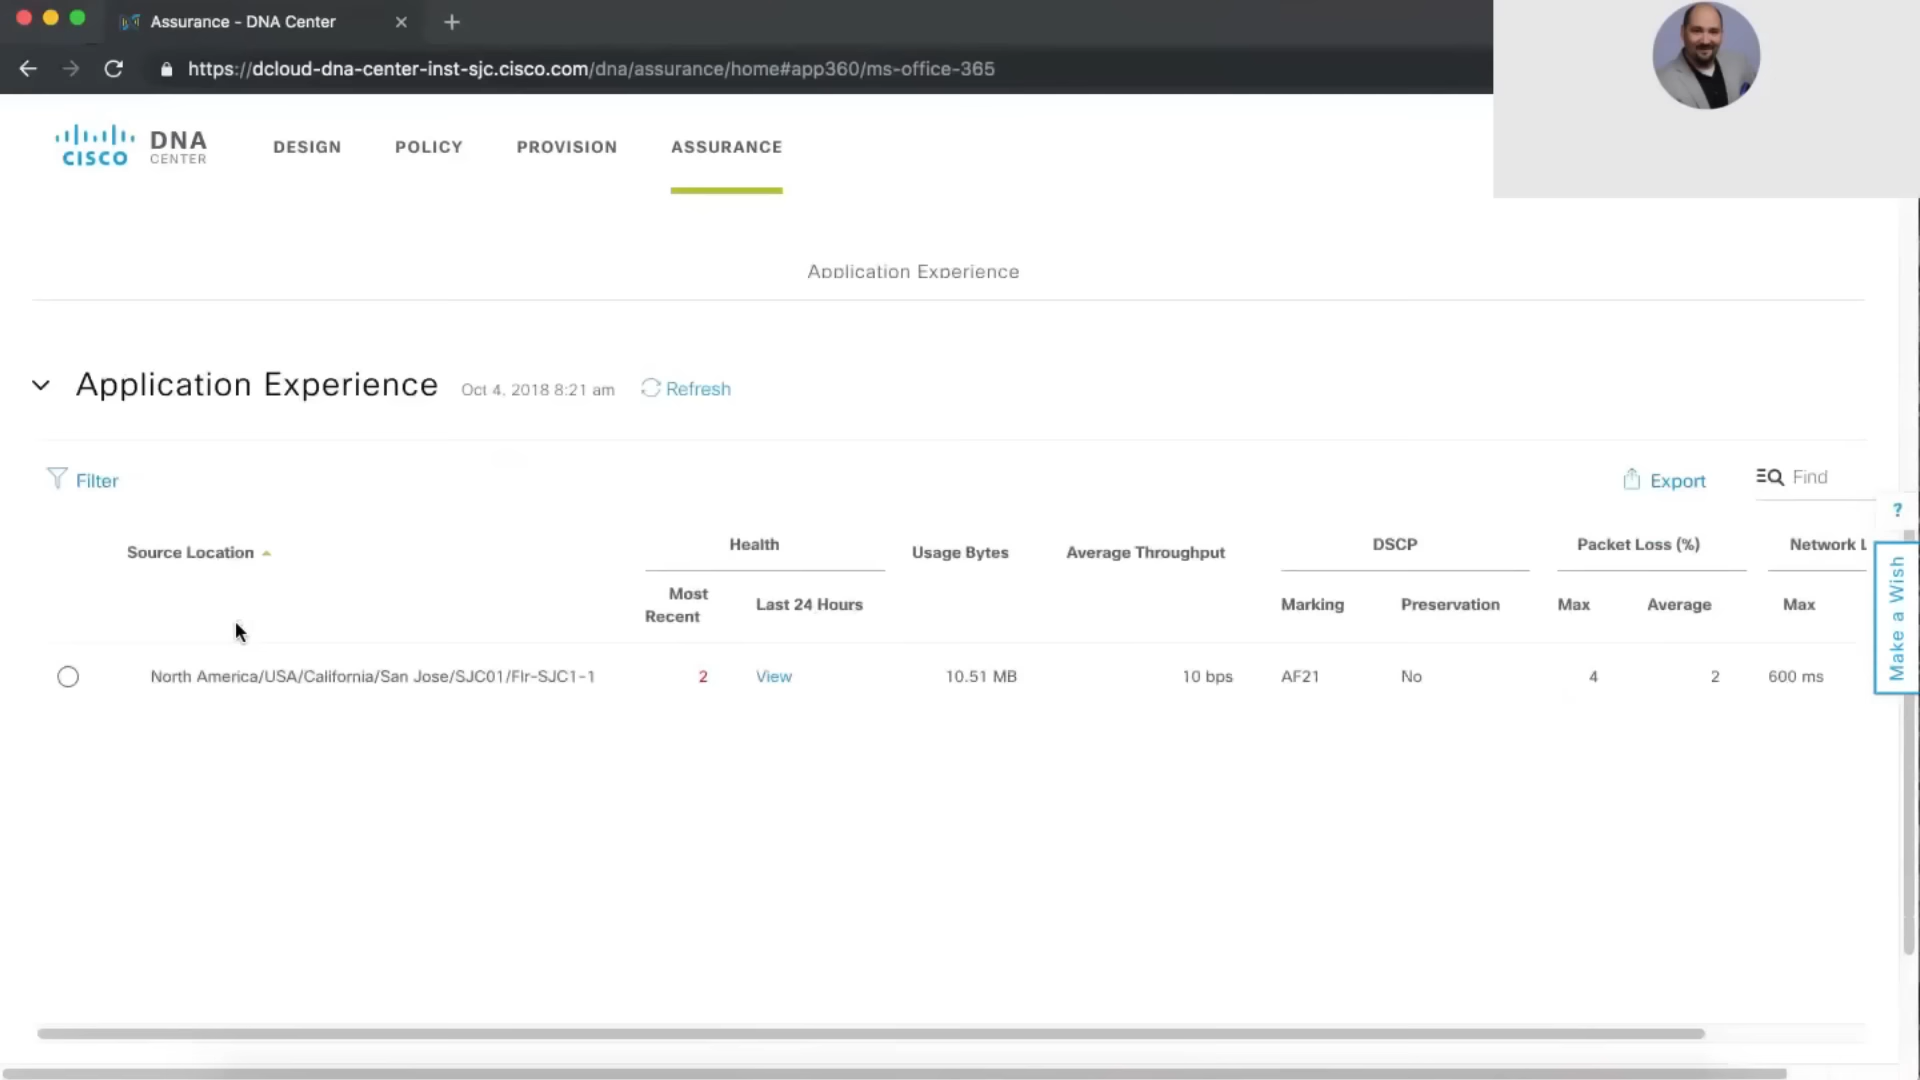 Assurance - DNA Center
https://dcloud-dna-center-inst-sjc.cisco.com/dna/assurance/home#app360/ms-office-365
CISCO DNA CENTER
DESIGN POLICY PROVISION ASSURANCE
Application Experience
Application Experience Oct 4, 2018 8:21 am Refresh
Filter Export Find
?
Source Location Health Usage Bytes Average Throughput DSCP Packet Loss (%) Network L
Most Recent Last 24 Hours Marking Preservation Max Average Max
North America/USA/California/San Jose/SJC01/Flr-SJC1-1 2 View 10.51 MB 10 bps AF21 No 4 2 600 ms
Make a Wish